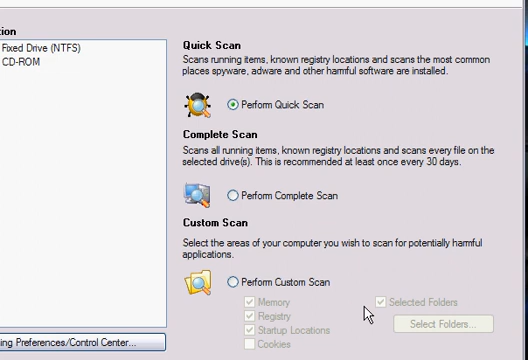 tion
Fixed Drive (NTFS)
CD-ROM
Quick Scan
Scans running items, known registry locations and scans the most common
places spyware, adware and other harmful software are installed.
Perform Quick Scan
Complete Scan
Scans all running items, known registry locations and scans every file on the
selected drive(s). This is recommended at least once every 30 days.
Perform Complete Scan
Custom Scan
Select the areas of your computer you wish to scan for potentially harmful
applications.
Perform Custom Scan
Memory
Selected Folders
Registry
Startup Locations
Select Folders...
Cookies
ing Preferences/Control Center...